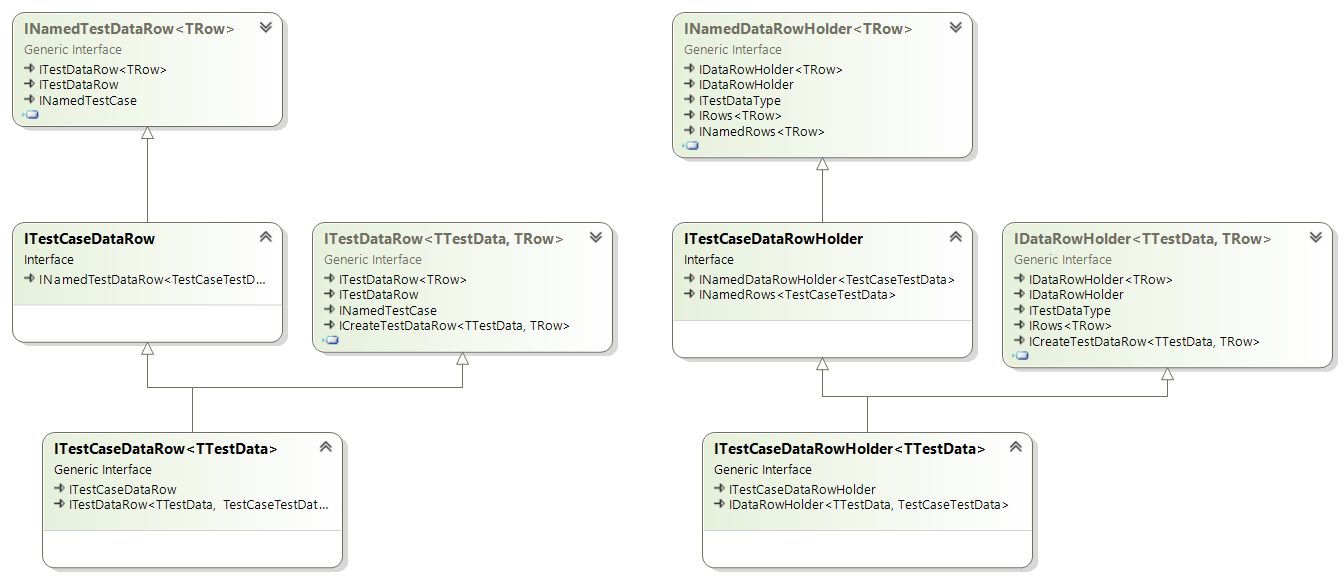 INamedTestDataRow<TRow>
Generic Interface
ITestDataRow<TRow>
ITestDataRow
INamedTestCase
INamedDataRowHolder<TRow>
Generic Interface
IDataRowHolder<TRow>
IDataRowHolder
ITestDataType
IRows<TRow>
INamedRows<TRow>
ITestCaseDataRow
Interface
INamedTestDataRow<TestCaseTestD...
ITestDataRow<TTestData, TRow>
Generic Interface
ITestDataRow<TRow>
ITestDataRow
INamedTestCase
ICreateTestDataRow<TTestData, TRow>
ITestCaseDataRowHolder
Interface
INamedDataRowHolder<TestCaseTestData>
INamedRows<TestCaseTestData>
IDataRowHolder<TTestData, TRow>
Generic Interface
IDataRowHolder<TRow>
IDataRowHolder
ITestDataType
IRows<TRow>
ICreateTestDataRow<TTestData, TRow>
ITestCaseDataRow<TTestData>
Generic Interface
ITestCaseDataRow
ITestDataRow<TTestData, TestCaseTestDat...
ITestCaseDataRowHolder<TTestData>
Generic Interface
ITestCaseDataRowHolder
IDataRowHolder<TTestData, TestCaseTestData>